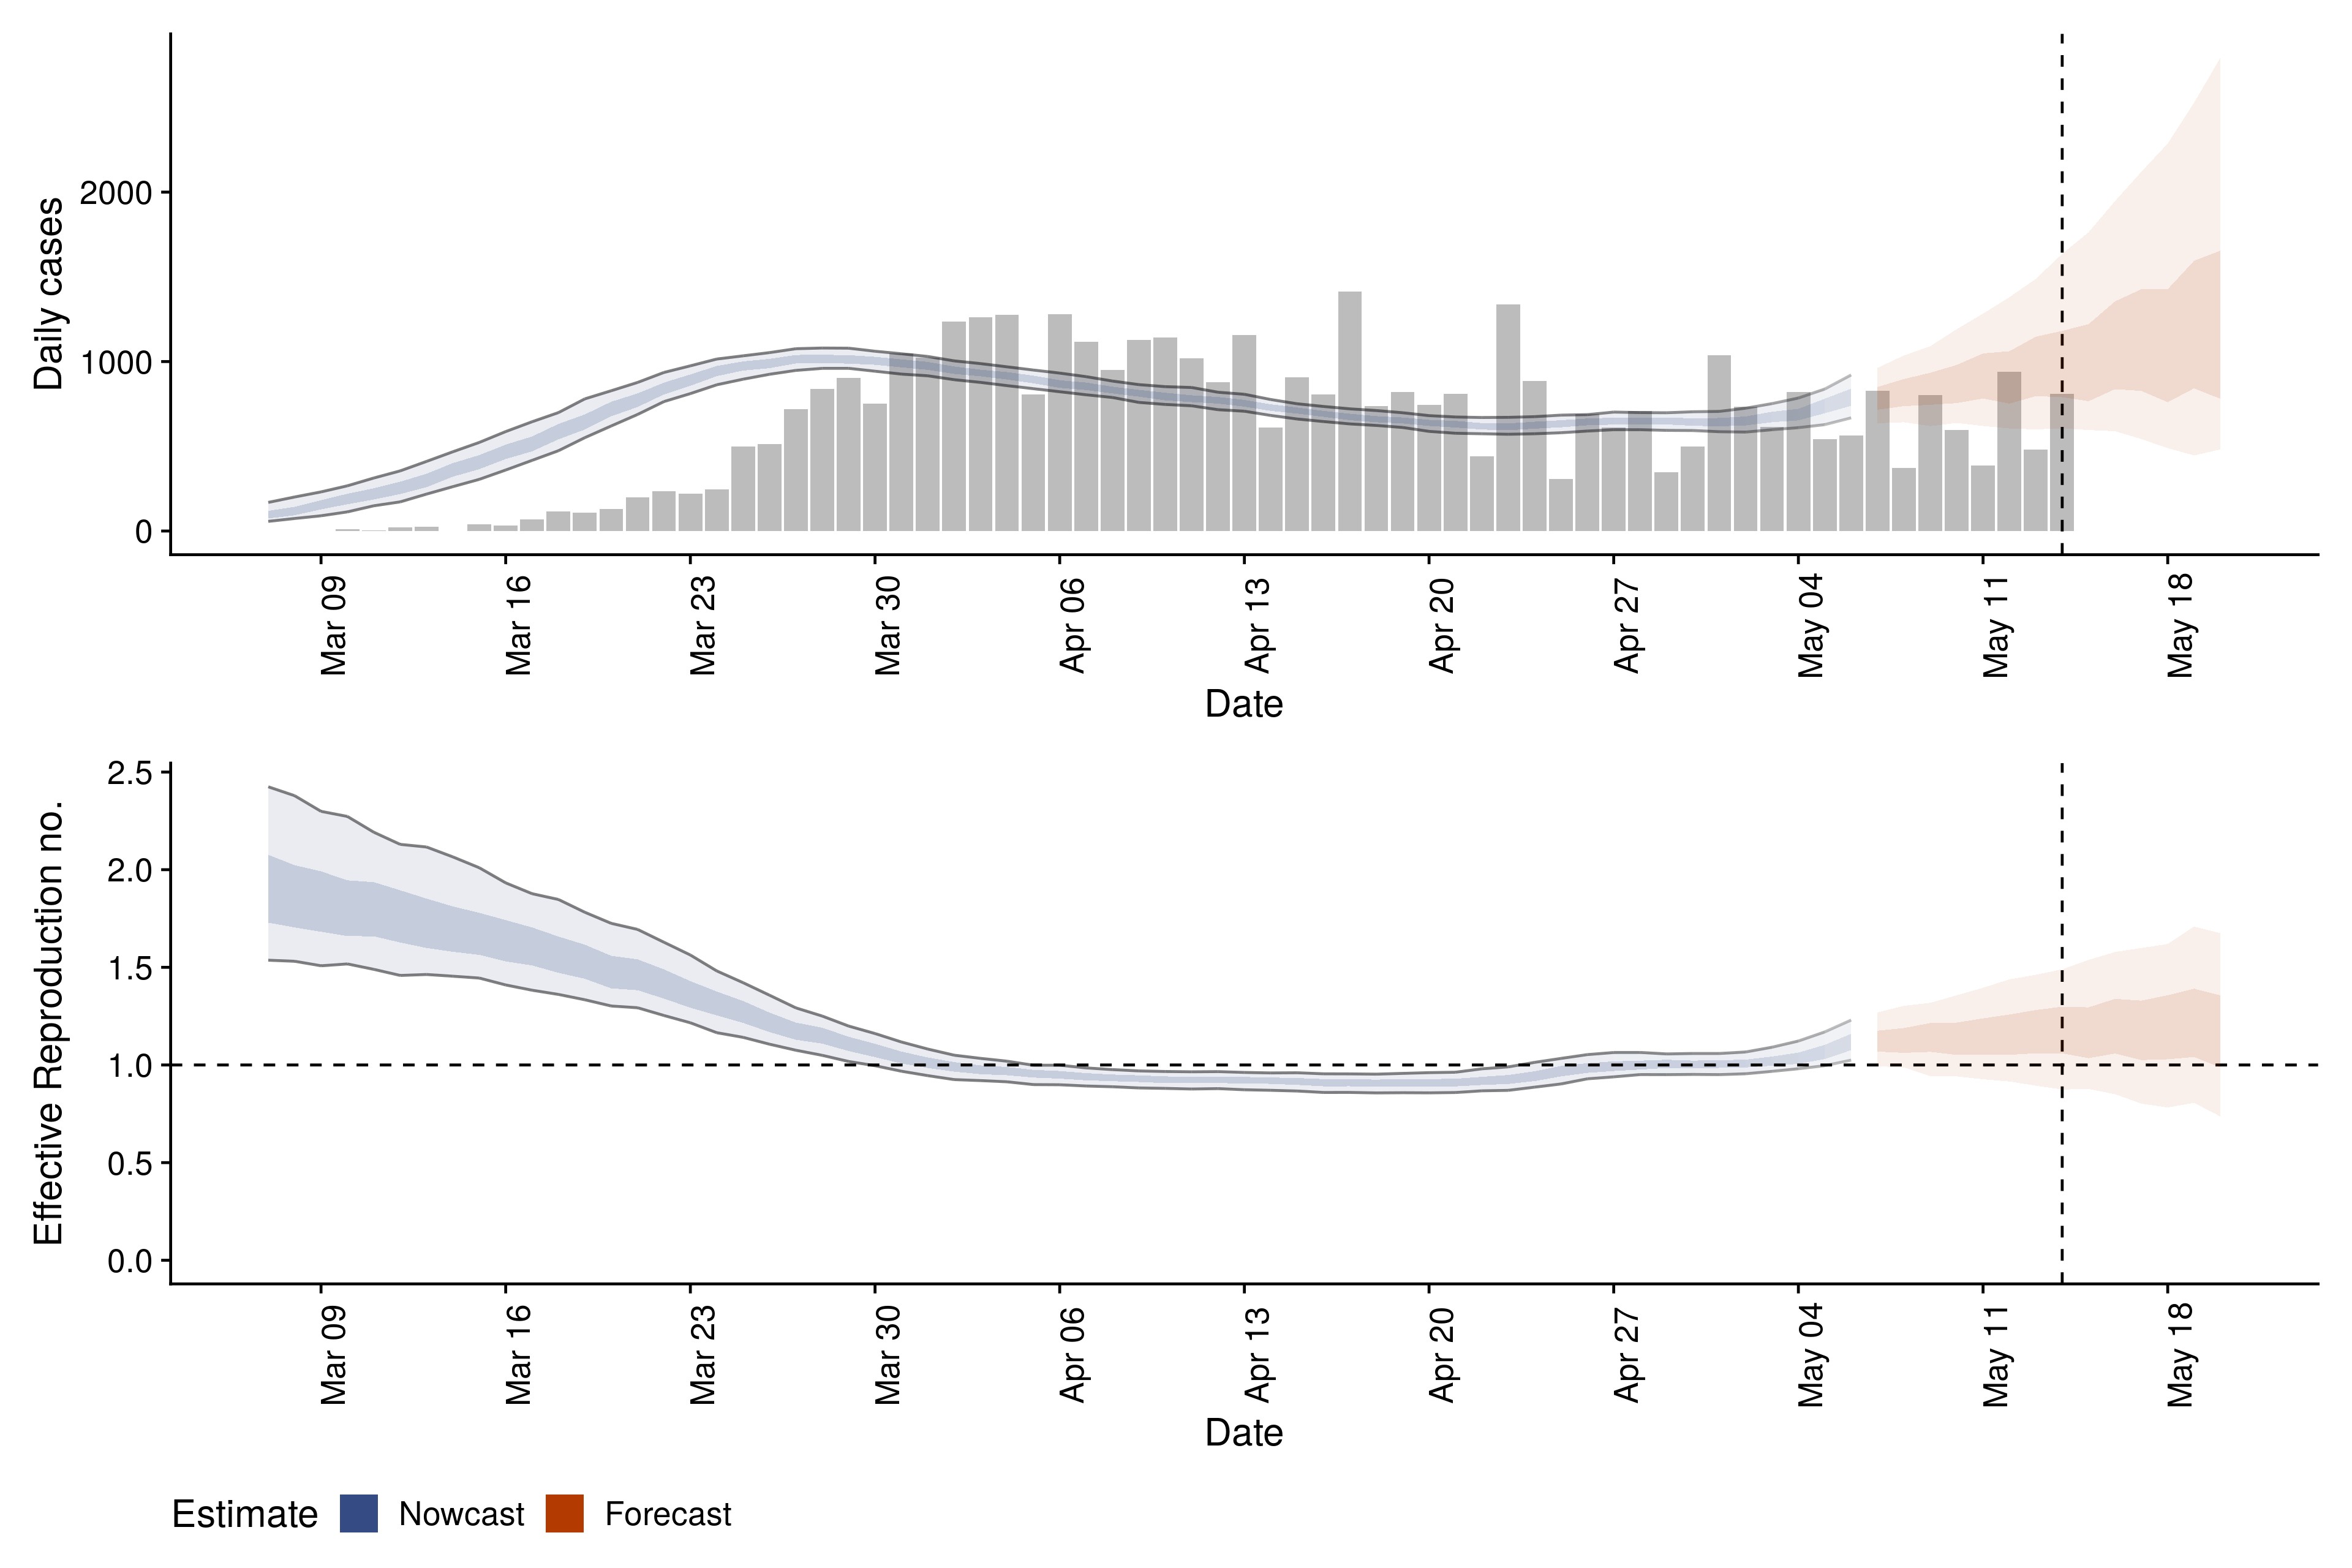 Daily cases
2000
1000
0
Mar 09
Mar 16
Mar 23
Mar 30
Apr 06
Apr 13
Apr 20
Apr 27
May 04
May 11
May 18
Date
Effective Reproduction no.
2.5
2.0
1.5
1.0
0.5
0.0
Mar 09
Mar 16
Mar 23
Mar 30
Apr 06
Apr 13
Apr 20
Apr 27
May 04
May 11
May 18
Date
Estimate Nowcast Forecast